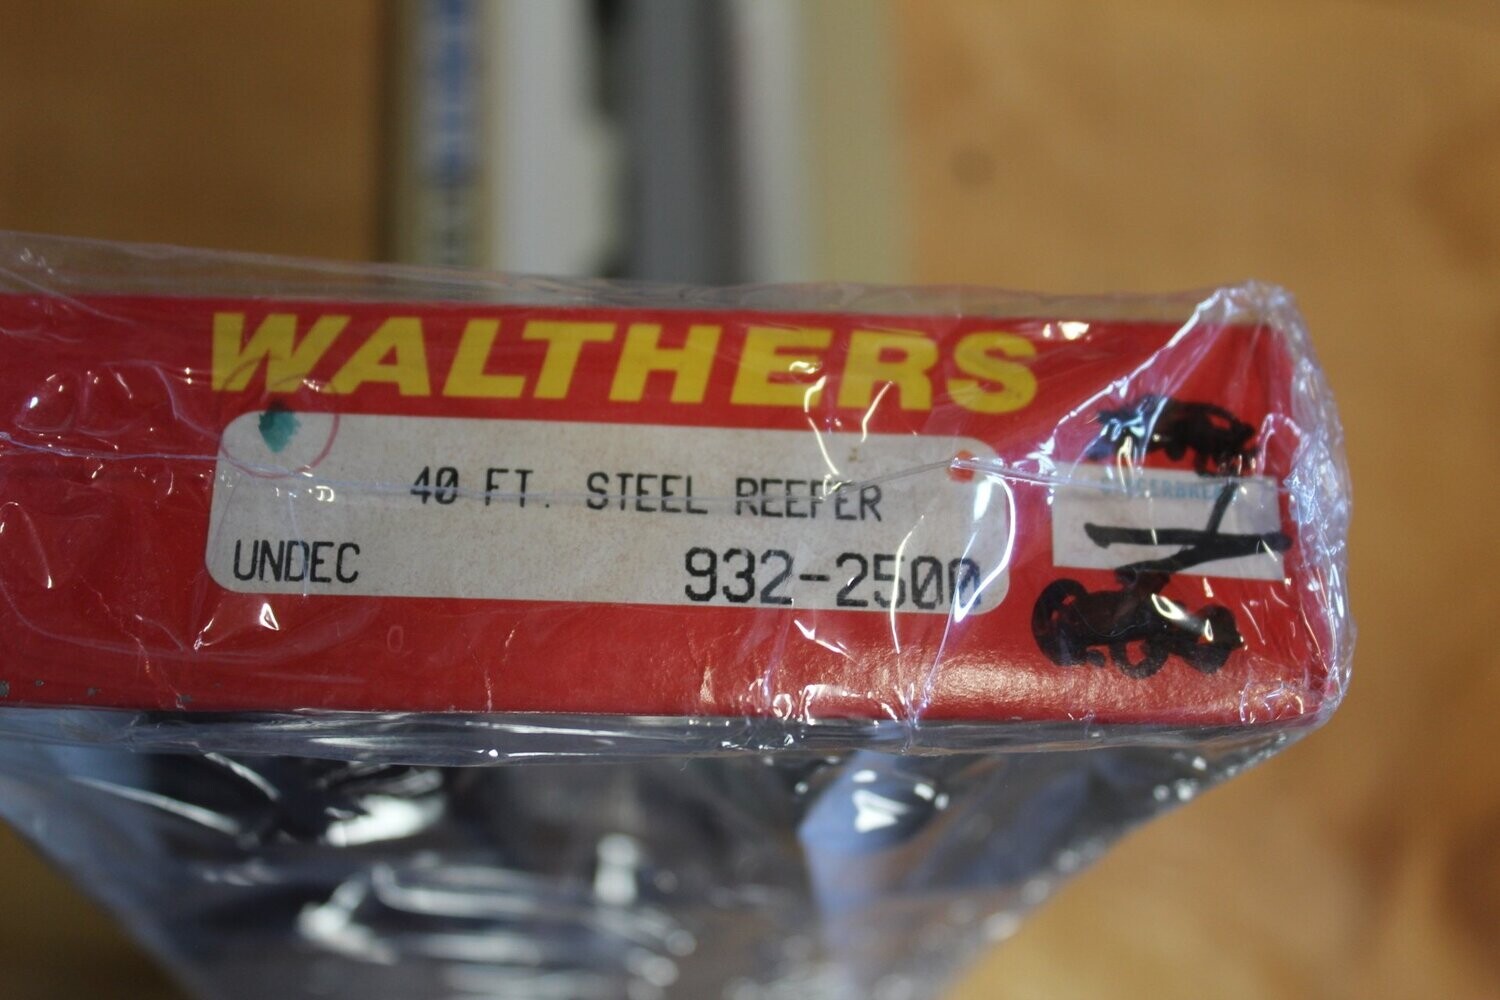 WALTHERS
40 FT. STEEL REEFER
UNDEC
932-2500